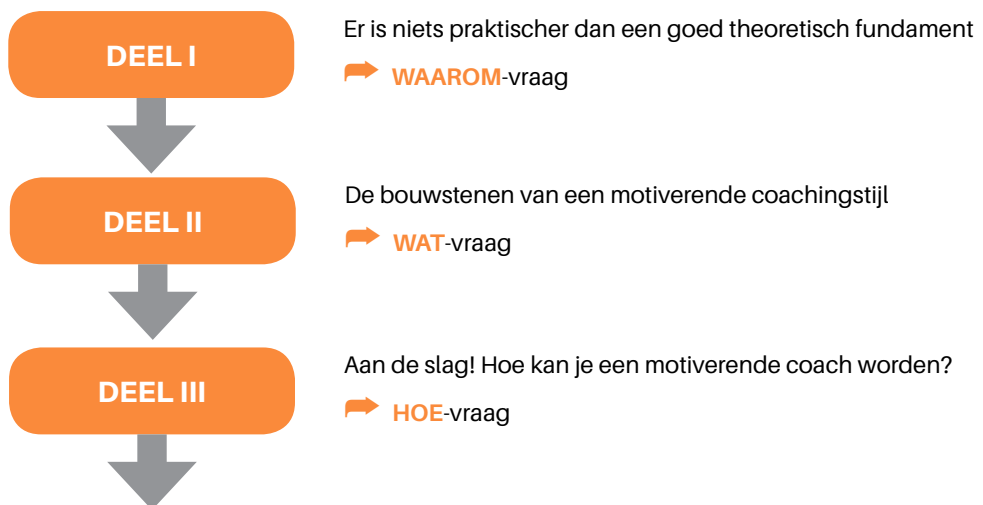 DEEL I
Er is niets praktischer dan een goed theoretisch fundament
WAAROM-vraag
DEEL II
De bouwstenen van een motiverende coachingstijl
WAT-vraag
DEEL III
Aan de slag! Hoe kan je een motiverende coach worden?
HOE-vraag